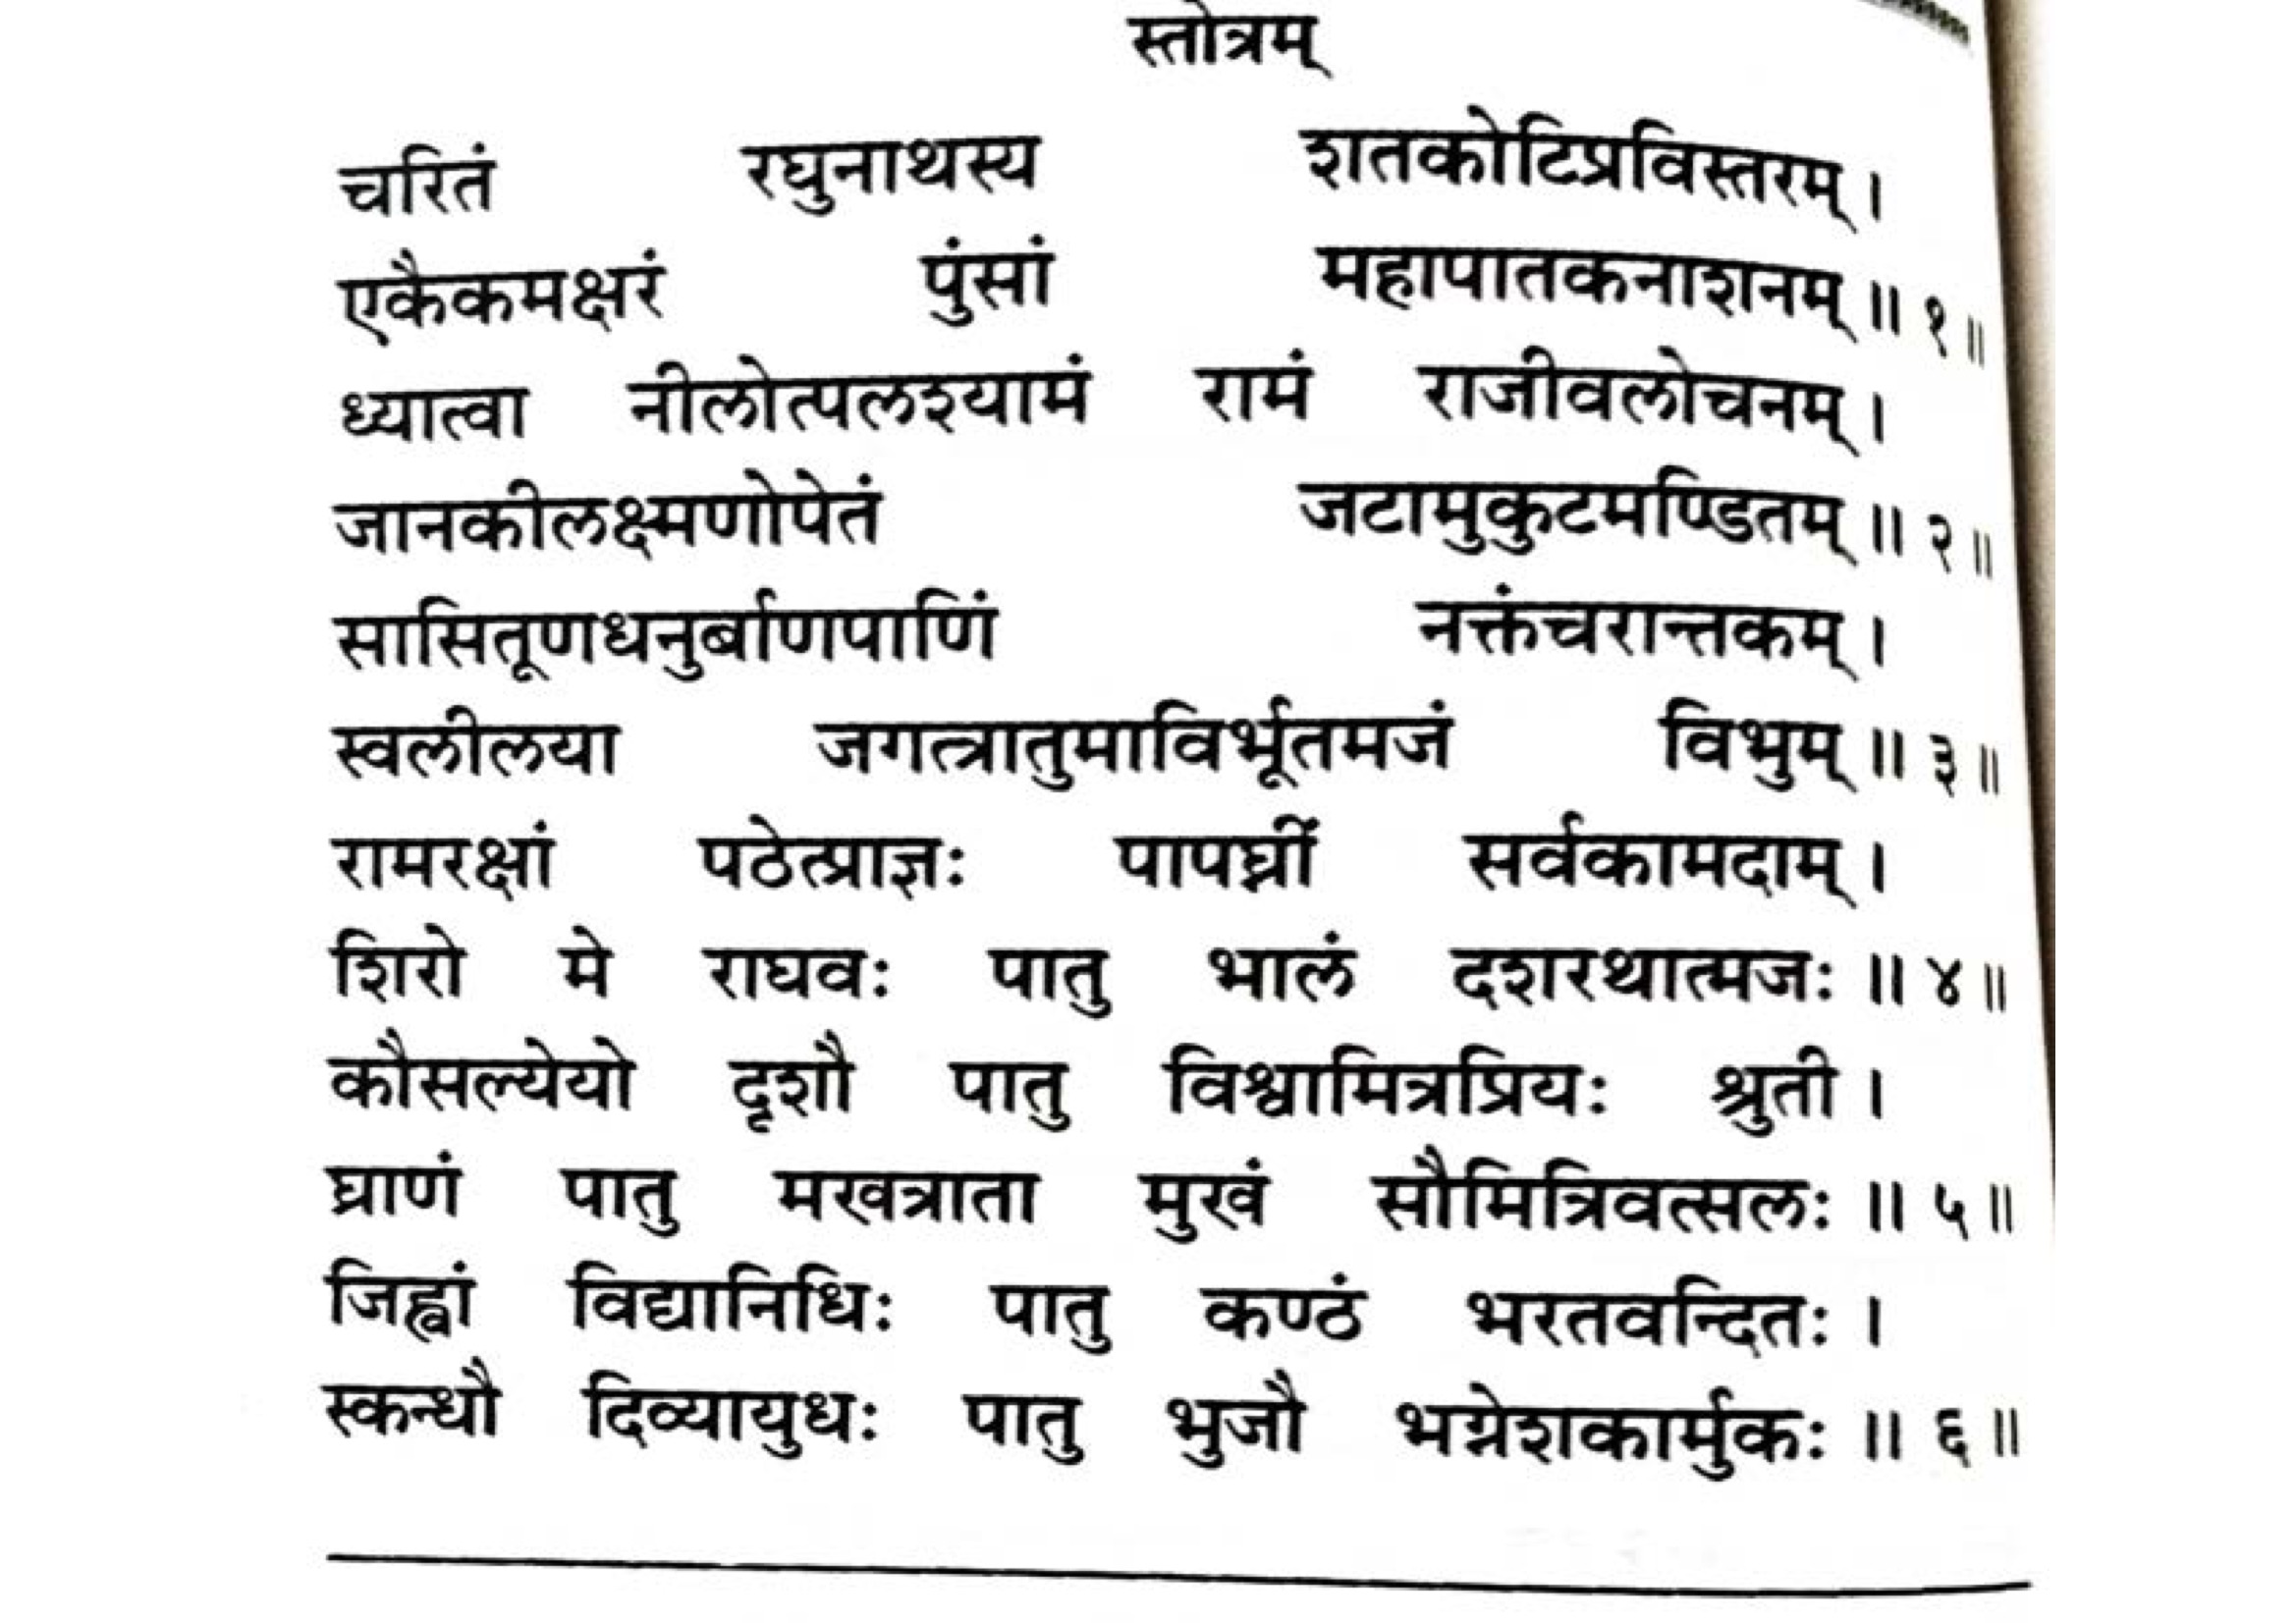 स्तोत्रम्
चरितं रघुनाथस्य शतकोटिप्रविस्तरम् ।
एकैकमक्षरं पुंसां महापातकनाशनम् ॥ १ ॥
ध्यात्वा नीलोत्पलश्यामं रामं राजीवलोचनम् ।
जानकीलक्ष्मणोपेतं जटामुकुटमण्डितम् ॥ २ ॥
सासितूणधनुर्बाणपाणिं नक्तंचरान्तकम् ।
स्वलीलया जगत्त्रातुमाविर्भूतमजं विभुम् ॥ ३ ॥
रामरक्षां पठेत्प्राज्ञः पापघ्नीं सर्वकामदाम् ।
शिरो मे राघवः पातु भालं दशरथात्मजः ॥ ४ ॥
कौसल्येयो दृशौ पातु विश्वामित्रप्रियः श्रुती ।
घ्राणं पातु मखत्राता मुखं सौमित्रिवत्सलः ॥ ५ ॥
जिह्वां विद्यानिधिः पातु कण्ठं भरतवन्दितः ।
स्कन्धौ दिव्यायुधः पातु भुजौ भग्नेशकार्मुकः ॥ ६ ॥